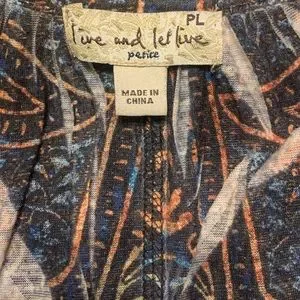 PL
live and let live
petite
MADE IN
CHINA